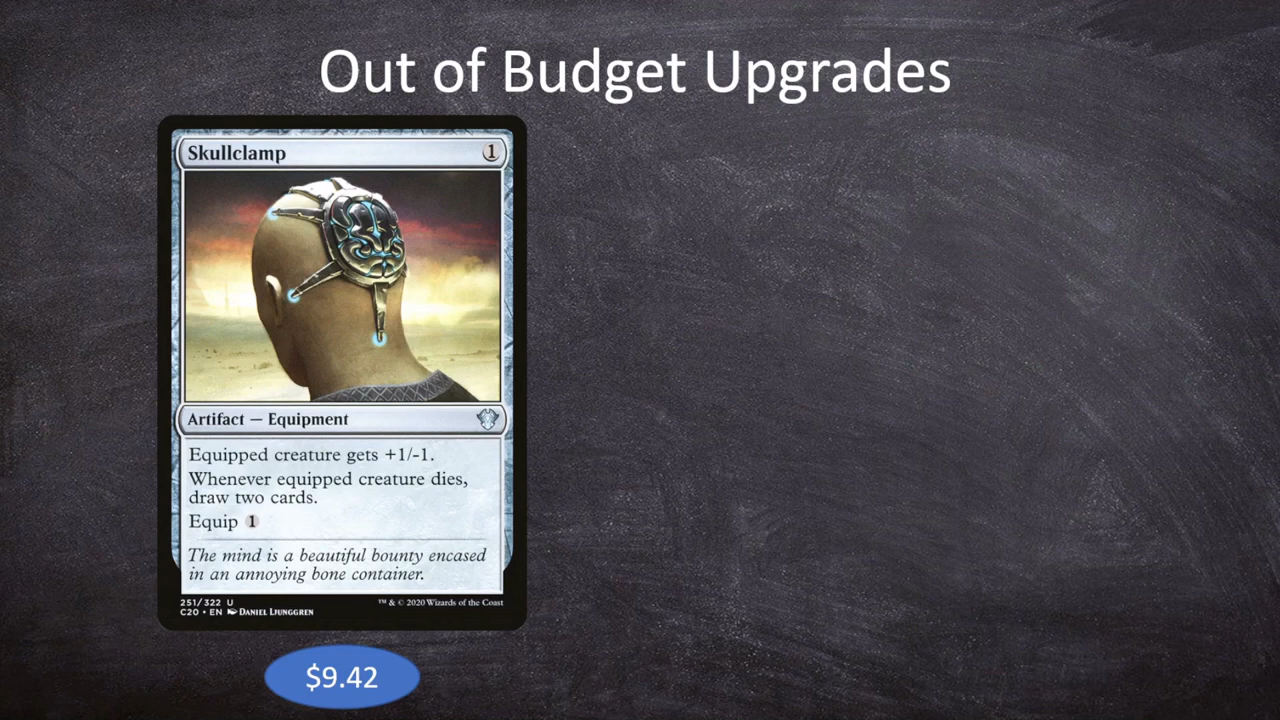 Out of Budget Upgrades
Skullclamp 1
Artifact — Equipment
Equipped creature gets +1/-1.
Whenever equipped creature dies,
draw two cards.
Equip 1
The mind is a beautiful bounty encased
in an annoying bone container.
251/322 U
C20 • EN Daniel Ljunggren
™ & © 2020 Wizards of the Coast
$9.42